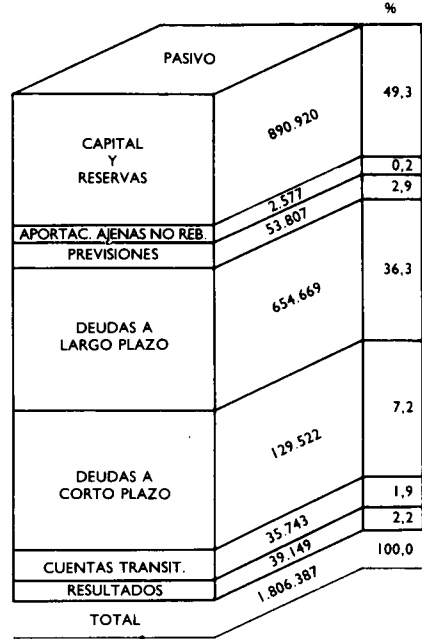 %
PASIVO
CAPITAL
Y
RESERVAS
890.920
49,3
APORTAC. AJENAS NO REB.
2.577
0,2
PREVISIONES
53.807
2,9
DEUDAS A
LARGO PLAZO
654.669
36,3
DEUDAS A
CORTO PLAZO
129.522
7,2
CUENTAS TRANSIT.
35.743
1,9
RESULTADOS
39.149
2,2
TOTAL
1.806.387
100,0